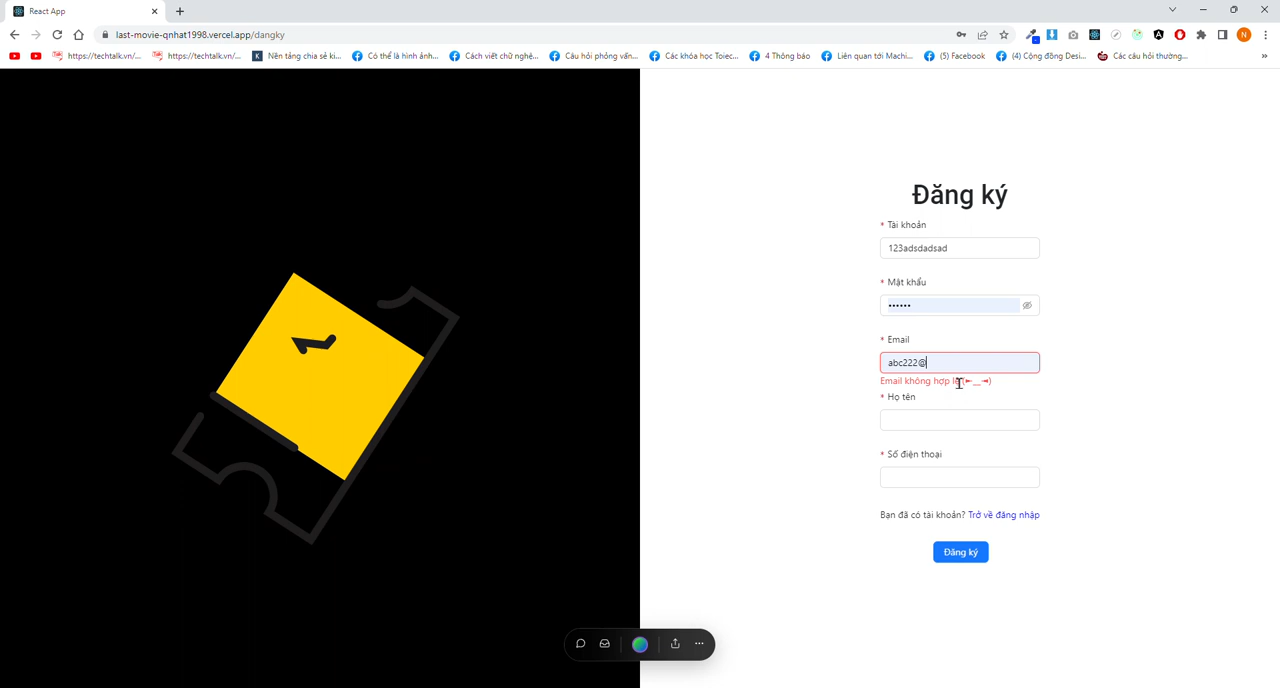 React App
last-movie-qnhat1998.vercel.app/dangky
N
https://techtalk.vn/...
https://techtalk.vn/...
K Nền tảng chia sẻ ki...
Có thể là hình ảnh...
Cách viết chữ nghệ...
Câu hỏi phỏng vấn...
Các khóa học Toiec...
4 Thông báo
Liên quan tới Machi...
(5) Facebook
(4) Cộng đồng Desi...
Các câu hỏi thường...
»
Đăng ký
* Tài khoản
123adsdadsad
* Mật khẩu
••••••
* Email
abc222@
Email không hợp lệ(►__◄)
* Họ tên
* Số điện thoại
Bạn đã có tài khoản? Trở về đăng nhập
Đăng ký